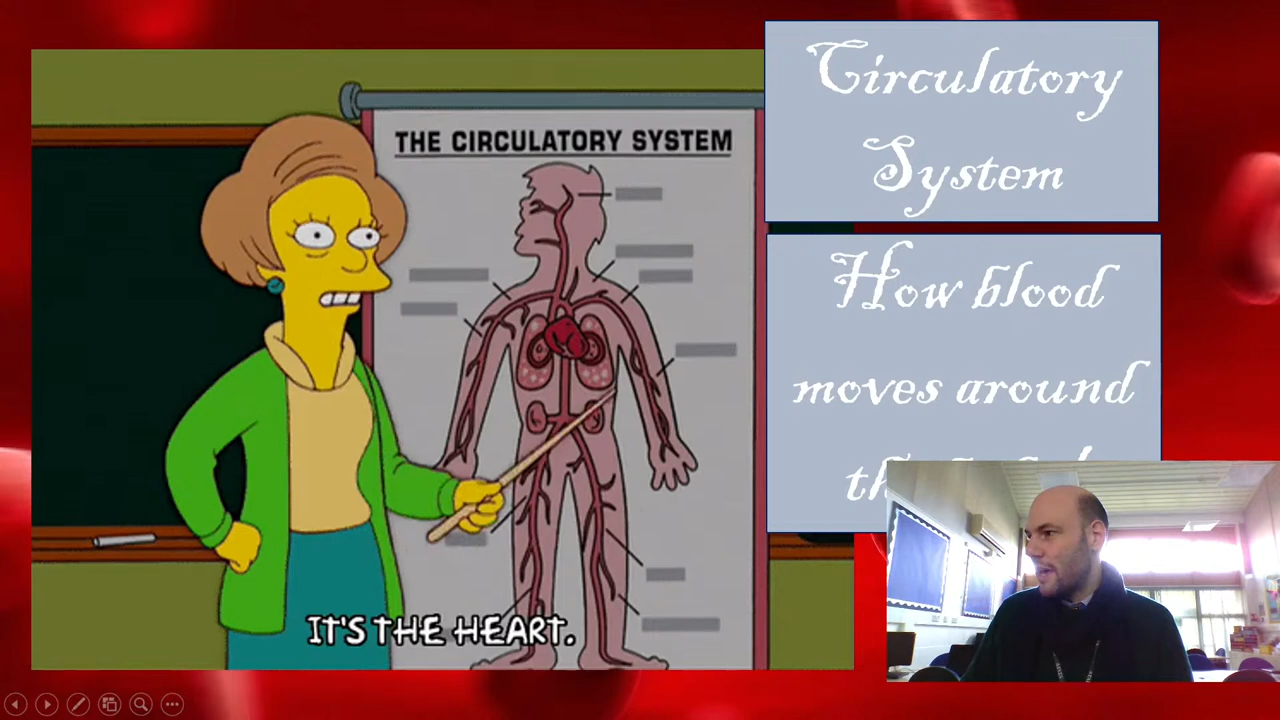 Circulatory
System
THE CIRCULATORY SYSTEM
How blood
moves around
IT'S THE HEART.